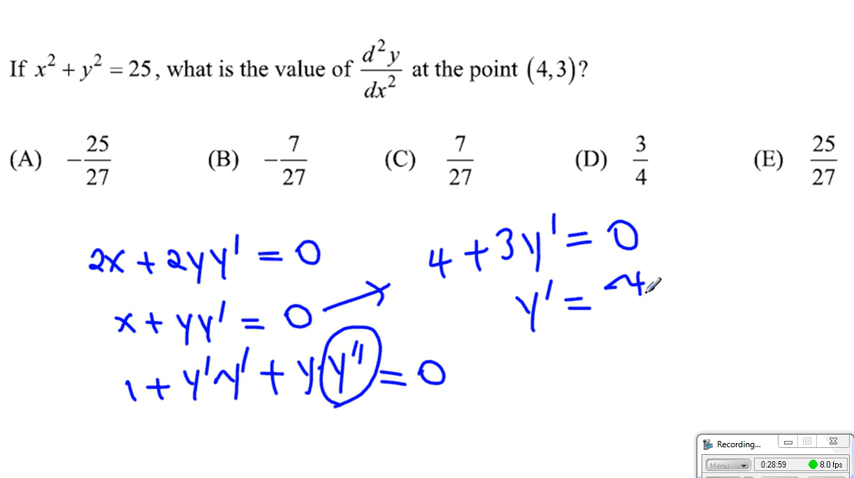 If x² + y² = 25, what is the value of d²y/dx² at the point (4,3)?
(A) −25/27 (B) −7/27 (C) 7/27 (D) 3/4 (E) 25/27
2x + 2yy' = 0
x + yy' = 0
1 + y'y' + yy'' = 0
4 + 3y' = 0
y' = −4
Recording...
Menu 0:28:59 8.0 fps